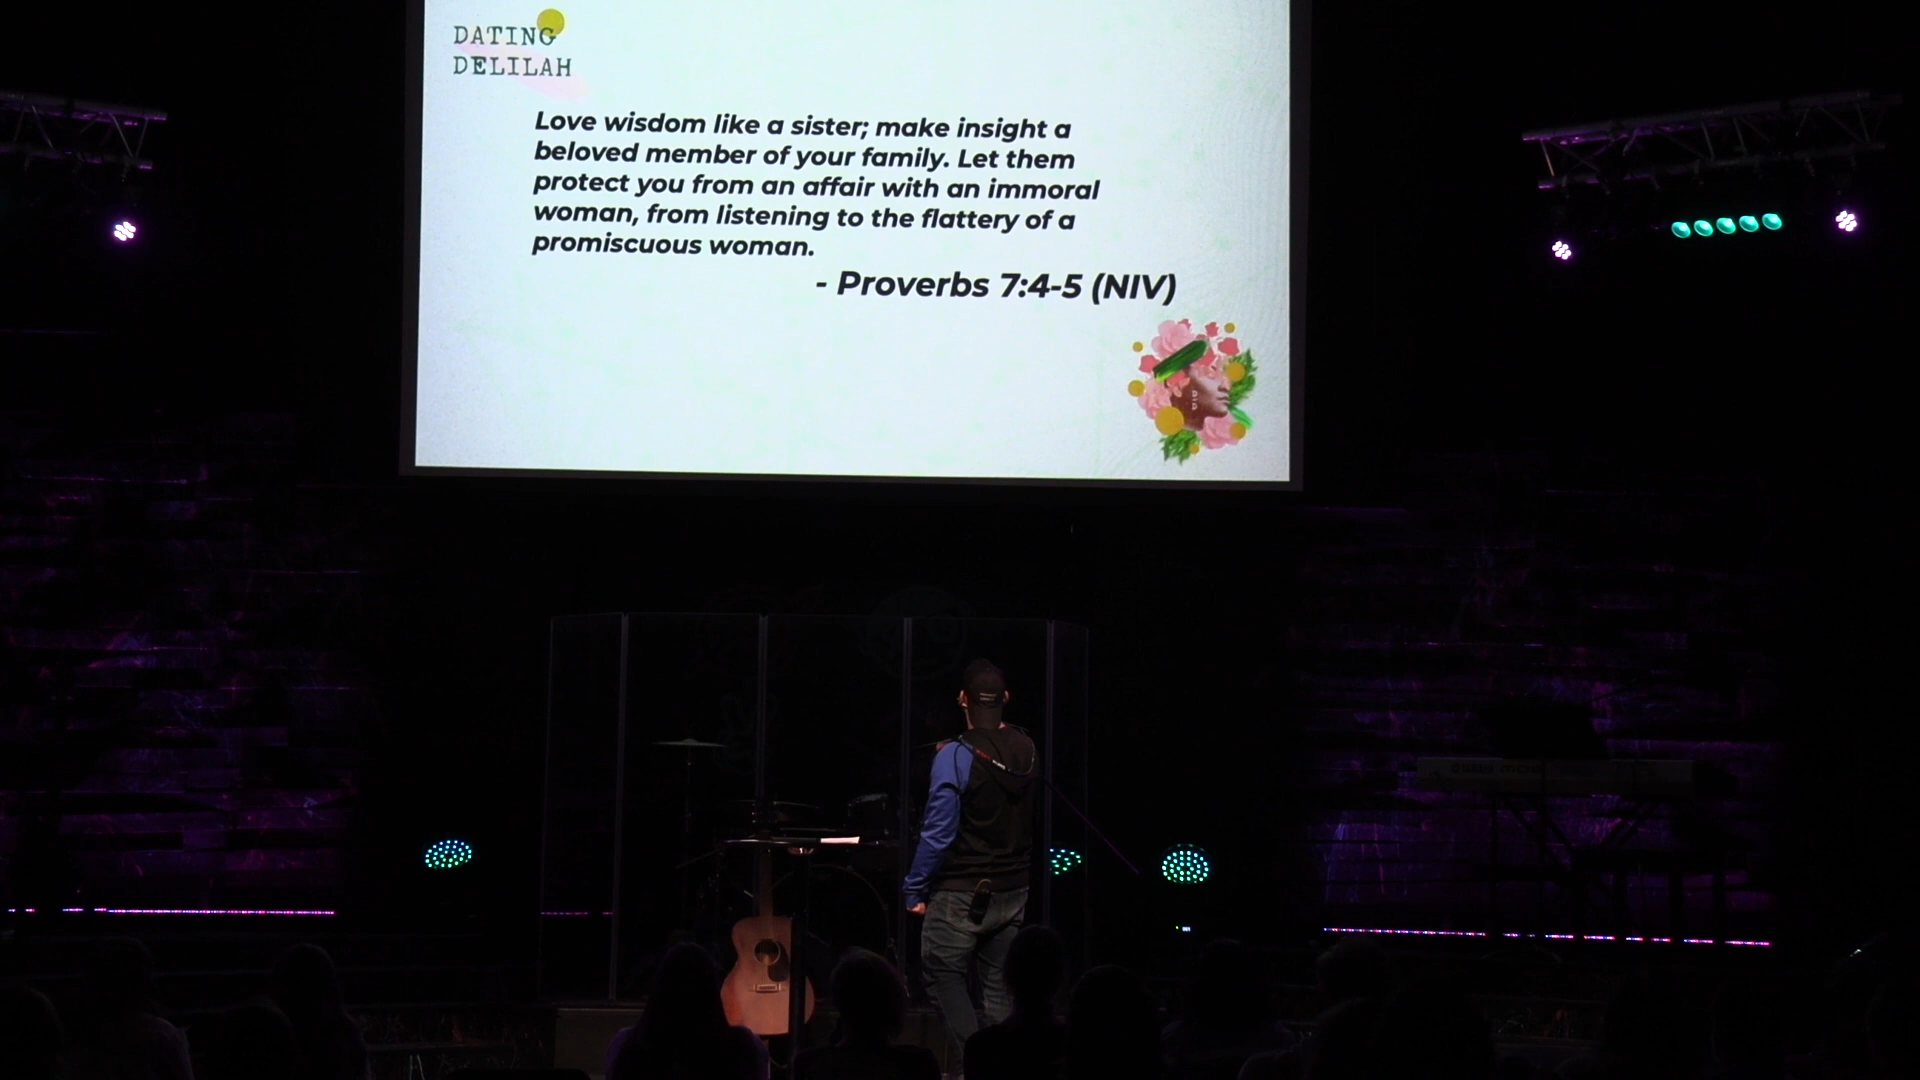 DATING
DELILAH
Love wisdom like a sister; make insight a
beloved member of your family. Let them
protect you from an affair with an immoral
woman, from listening to the flattery of a
promiscuous woman.
- Proverbs 7:4-5 (NIV)